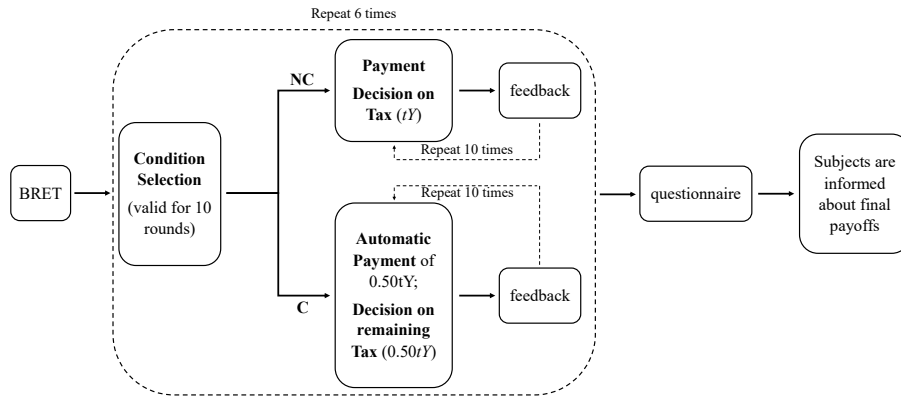 Repeat 6 times
BRET
Condition
Selection
(valid for 10
rounds)
NC
Payment
Decision on
Tax (tY)
feedback
Repeat 10 times
Repeat 10 times
C
Automatic
Payment of
0.50tY;
Decision on
remaining
Tax (0.50tY)
feedback
questionnaire
Subjects are
informed
about final
payoffs